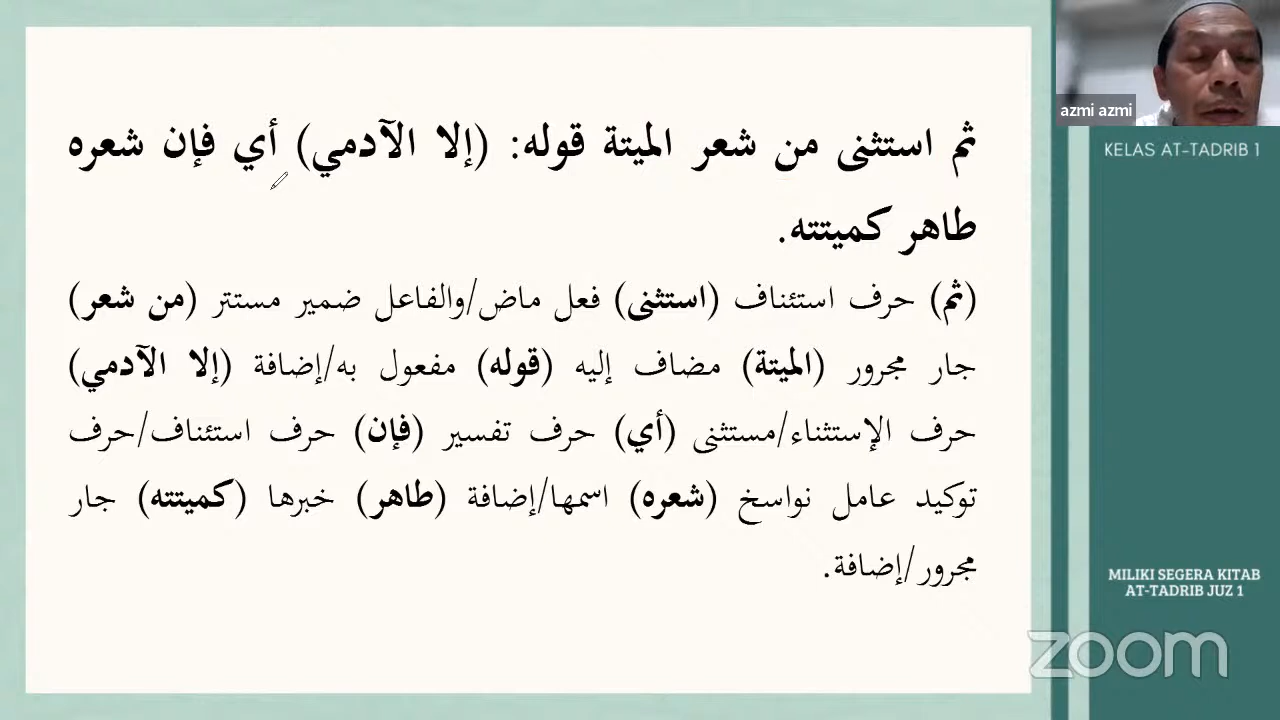 ثم استثنى من شعر الميتة قوله: (إلا الآدمي) أي فإن شعره
طاهر كميتته.
(ثم) حرف استئناف (استثنى) فعل ماض/والفاعل ضمير مستتر (من شعر)
جار مجرور (الميتة) مضاف إليه (قوله) مفعول به/إضافة (إلا الآدمي)
حرف الإستثناء/مستثنى (أي) حرف تفسير (فإن) حرف استئناف/حرف
توكيد عامل نواسخ (شعره) اسمها/إضافة (طاهر) خبرها (كميتته) جار
مجرور/إضافة.
azmi azmi
KELAS AT-TADRIB 1
MILIKI SEGERA KITAB
AT-TADRIB JUZ 1
zoom